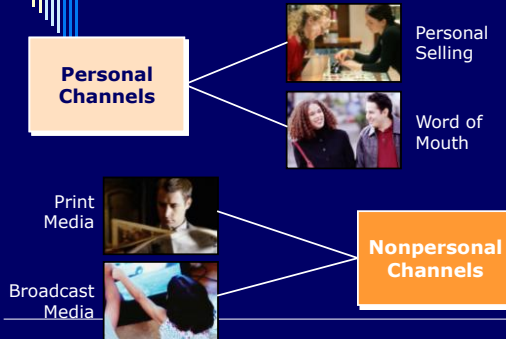 Personal
Selling
Personal
Channels
Word of
Mouth
Print
Media
Nonpersonal
Channels
Broadcast
Media